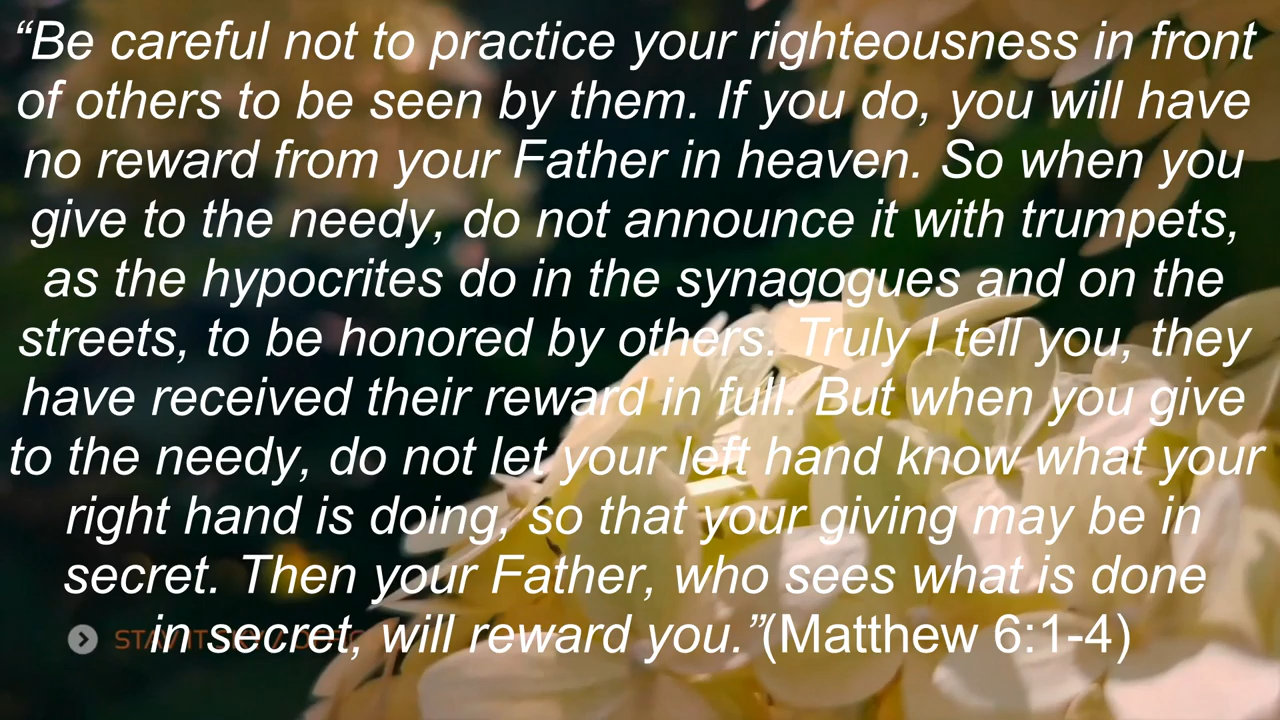 “Be careful not to practice your righteousness in front
of others to be seen by them. If you do, you will have
no reward from your Father in heaven. So when you
give to the needy, do not announce it with trumpets,
as the hypocrites do in the synagogues and on the
streets, to be honored by others. Truly I tell you, they
have received their reward in full. But when you give
to the needy, do not let your left hand know what your
right hand is doing, so that your giving may be in
secret. Then your Father, who sees what is done
in secret, will reward you.”(Matthew 6:1-4)